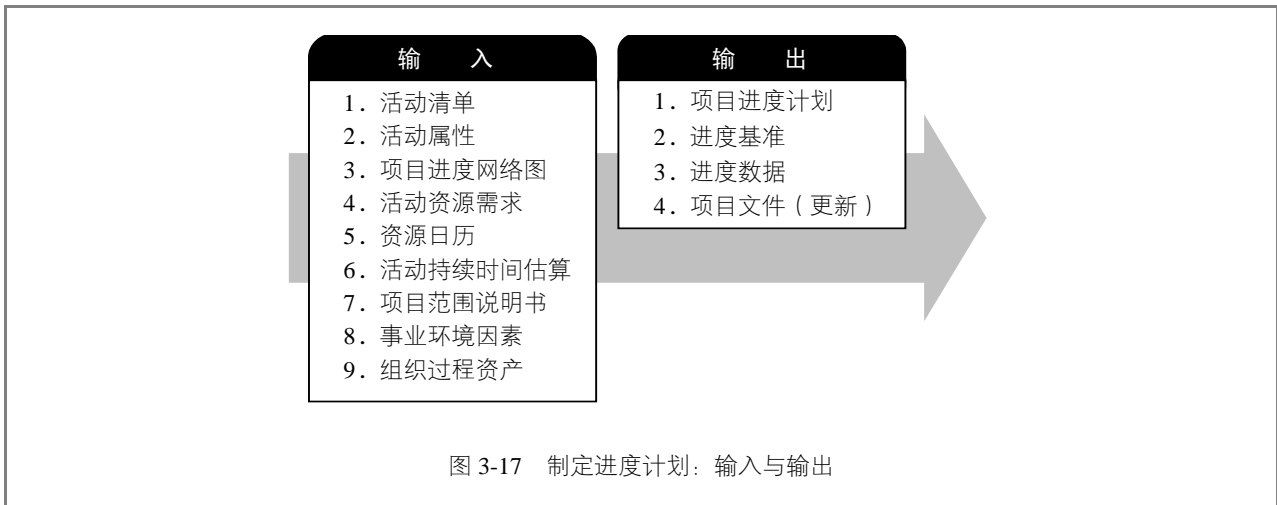 输 入
1．活动清单
2．活动属性
3．项目进度网络图
4．活动资源需求
5．资源日历
6．活动持续时间估算
7．项目范围说明书
8．事业环境因素
9．组织过程资产
输 出
1．项目进度计划
2．进度基准
3．进度数据
4．项目文件（更新）
图 3-17 制定进度计划：输入与输出